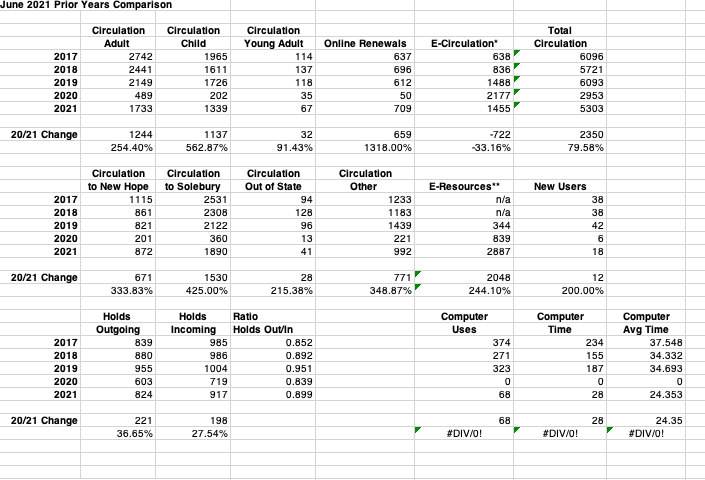 June 2021 Prior Years Comparison
Circulation Circulation Circulation Total
Adult Child Young Adult Online Renewals E-Circulation* Circulation
2017 2742 1965 114 637 638 6096
2018 2441 1611 137 696 836 5721
2019 2149 1726 118 612 1488 6093
2020 489 202 35 50 2177 2953
2021 1733 1339 67 709 1455 5303
20/21 Change 1244 1137 32 659 -722 2350
254.40% 562.87% 91.43% 1318.00% -33.16% 79.58%
Circulation Circulation Circulation Circulation
to New Hope to Solebury Out of State Other E-Resources** New Users
2017 1115 2531 94 1233 n/a 38
2018 861 2308 128 1183 n/a 38
2019 821 2122 96 1439 344 42
2020 201 360 13 221 839 6
2021 872 1890 41 992 2887 18
20/21 Change 671 1530 28 771 2048 12
333.83% 425.00% 215.38% 348.87% 244.10% 200.00%
Holds Holds Ratio Computer Computer Computer
Outgoing Incoming Holds Out/In Uses Time Avg Time
2017 839 985 0.852 374 234 37.548
2018 880 986 0.892 271 155 34.332
2019 955 1004 0.951 323 187 34.693
2020 603 719 0.839 0 0 0
2021 824 917 0.899 68 28 24.353
20/21 Change 221 198 68 28 24.35
36.65% 27.54% #DIV/0! #DIV/0! #DIV/0!